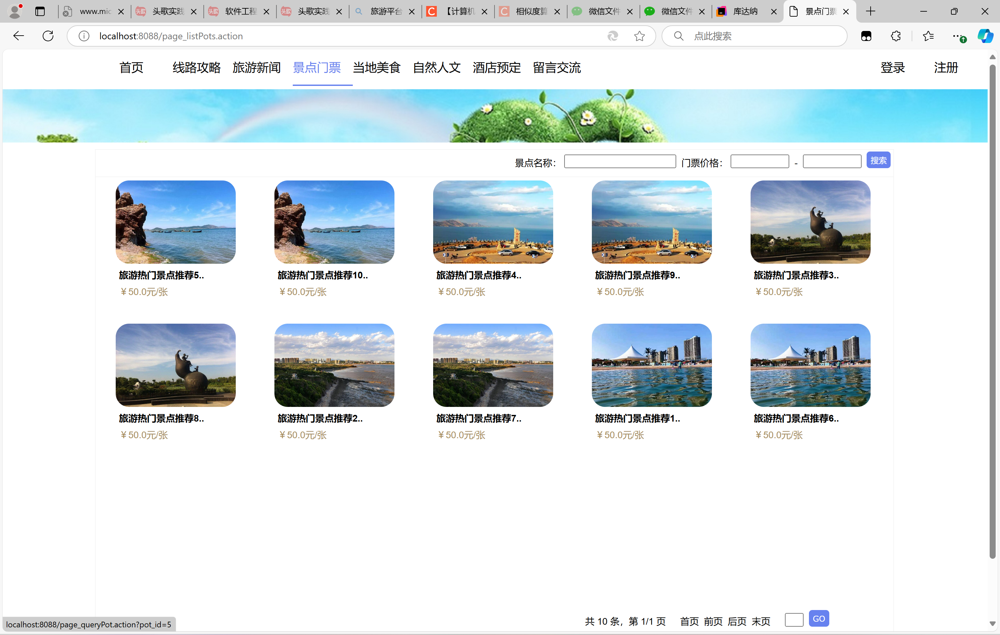 www.mic
头歌实践
软件工程
头歌实践
旅游平台
【计算机
相似度算
微信文件
微信文件
库达纳
景点门票
localhost:8088/page_listPots.action
点此搜索
首页 线路攻略 旅游新闻 景点门票 当地美食 自然人文 酒店预定 留言交流 登录 注册
景点名称： 门票价格： - 搜索
旅游热门景点推荐5.. 旅游热门景点推荐10.. 旅游热门景点推荐4.. 旅游热门景点推荐9.. 旅游热门景点推荐3..
￥50.0元/张 ￥50.0元/张 ￥50.0元/张 ￥50.0元/张 ￥50.0元/张
旅游热门景点推荐8.. 旅游热门景点推荐2.. 旅游热门景点推荐7.. 旅游热门景点推荐1.. 旅游热门景点推荐6..
￥50.0元/张 ￥50.0元/张 ￥50.0元/张 ￥50.0元/张 ￥50.0元/张
共 10 条，第 1/1 页 首页 前页 后页 末页 GO
localhost:8088/page_queryPot.action?pot_id=5